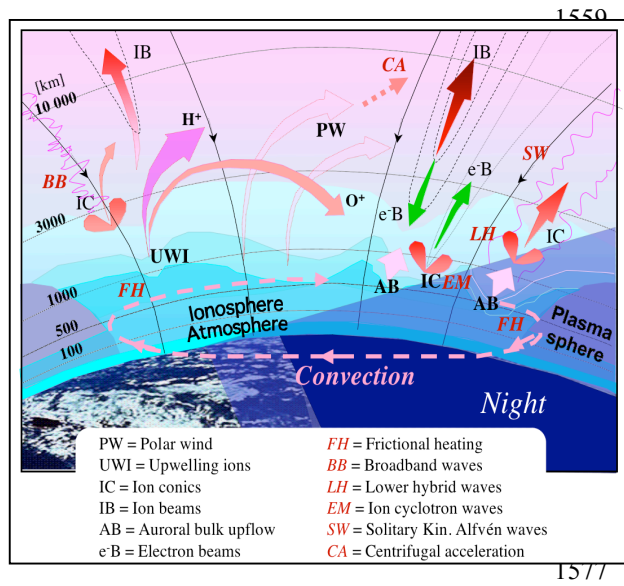 1559
IB
IB
CA
[km]
10 000
H⁺
PW
SW
e⁻B
BB
IC
O⁺
e⁻B
3000
LH
IC
UWI
FH
AB
IC
EM
1000
AB
Ionosphere
Atmosphere
FH
Plasma
sphere
500
100
Convection
Night
PW = Polar wind
UWI = Upwelling ions
IC = Ion conics
IB = Ion beams
AB = Auroral bulk upflow
e⁻B = Electron beams
FH = Frictional heating
BB = Broadband waves
LH = Lower hybrid waves
EM = Ion cyclotron waves
SW = Solitary Kin. Alfvén waves
CA = Centrifugal acceleration
1577